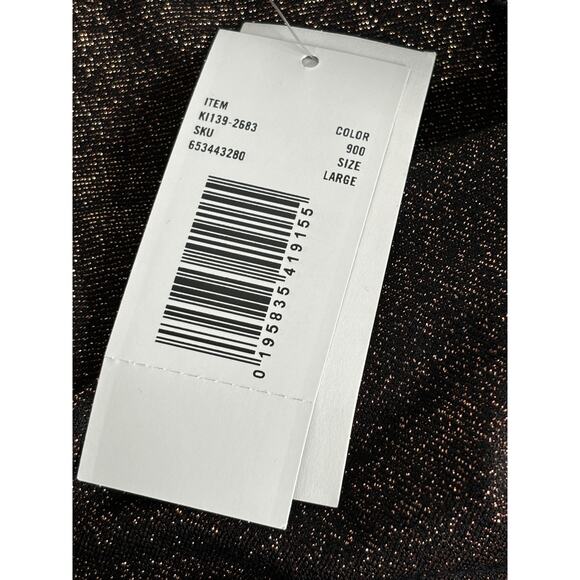 ITEM
KI139-2683
SKU
653443280
COLOR
900
SIZE
LARGE
0195835419155